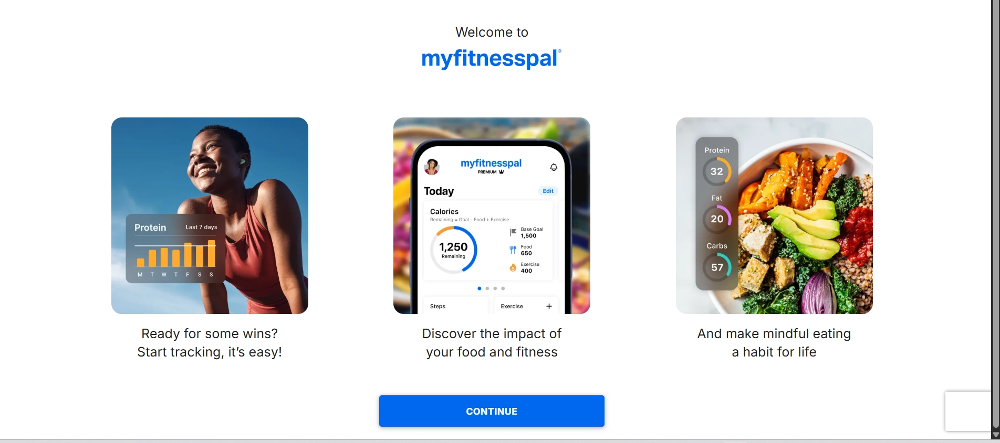 Welcome to
myfitnesspal®
Protein
Last 7 days
M T W T F S S
Ready for some wins?
Start tracking, it's easy!
myfitnesspal
PREMIUM
Today
Edit
Calories
Remaining = Goal - Food + Exercise
1,250
Remaining
Base Goal
1,500
Food
650
Exercise
400
Steps
Exercise +
Discover the impact of
your food and fitness
Protein
32
Fat
20
Carbs
57
And make mindful eating
a habit for life
CONTINUE